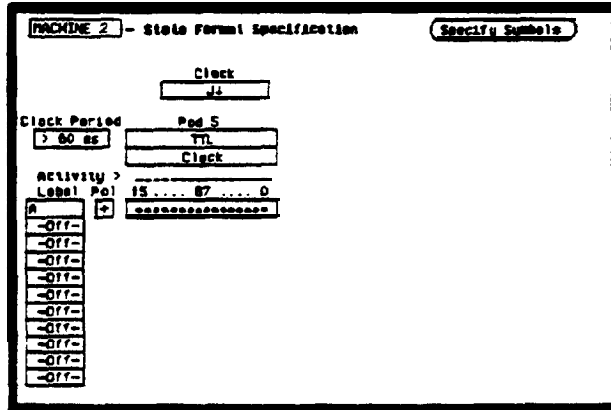 MACHINE 2 - State Format Specification
Specify Symbols
Clock
J↓
Clock Period Pod 5
> 60 ns TTL
Clock
Activity >
Label Pol 15 .... 87 .... 0
A + ****************
-Off-
-Off-
-Off-
-Off-
-Off-
-Off-
-Off-
-Off-
-Off-
-Off-